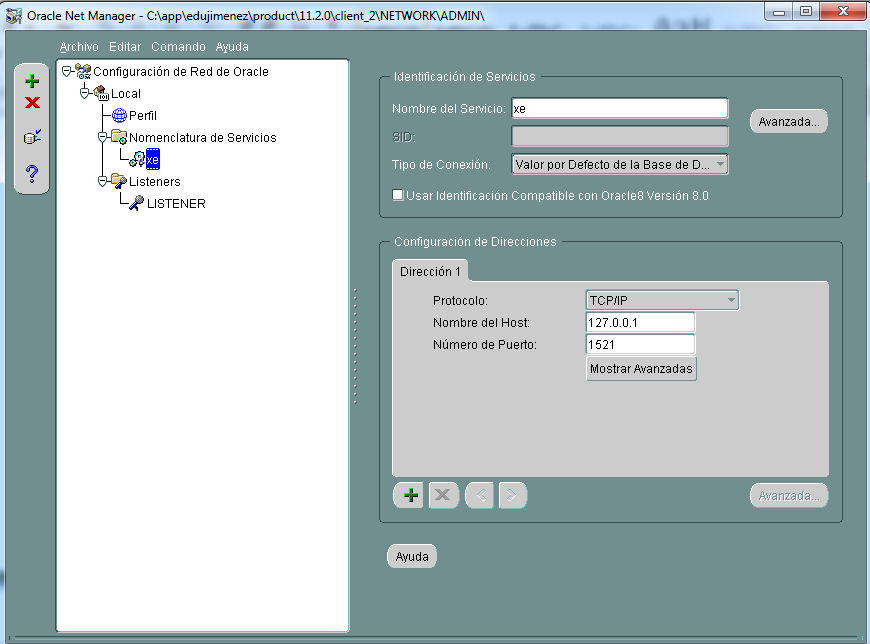 Oracle Net Manager - C:\app\edujimenez\product\11.2.0\client_2\NETWORK\ADMIN\
Archivo Editar Comando Ayuda
Configuración de Red de Oracle
Local
Perfil
Nomenclatura de Servicios
xe
Listeners
LISTENER
Identificación de Servicios
Nombre del Servicio: xe
Avanzada...
SID:
Tipo de Conexión: Valor por Defecto de la Base de D...
Usar Identificación Compatible con Oracle8 Versión 8.0
Configuración de Direcciones
Dirección 1
Protocolo: TCP/IP
Nombre del Host: 127.0.0.1
Número de Puerto: 1521
Mostrar Avanzadas
Avanzada...
Ayuda